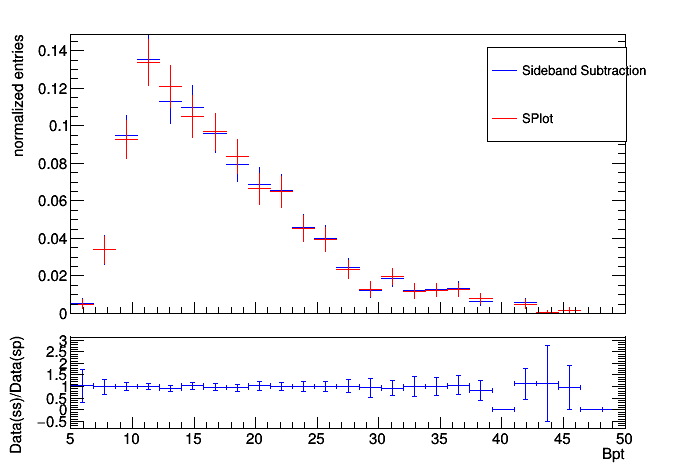 normalized entries
0.14
0.12
0.1
0.08
0.06
0.04
0.02
0
Sideband Subtraction
SPlot
Data(ss)/Data(sp)
3
2.5
2
1.5
1
0.5
0
−0.5
5 10 15 20 25 30 35 40 45 50
Bpt